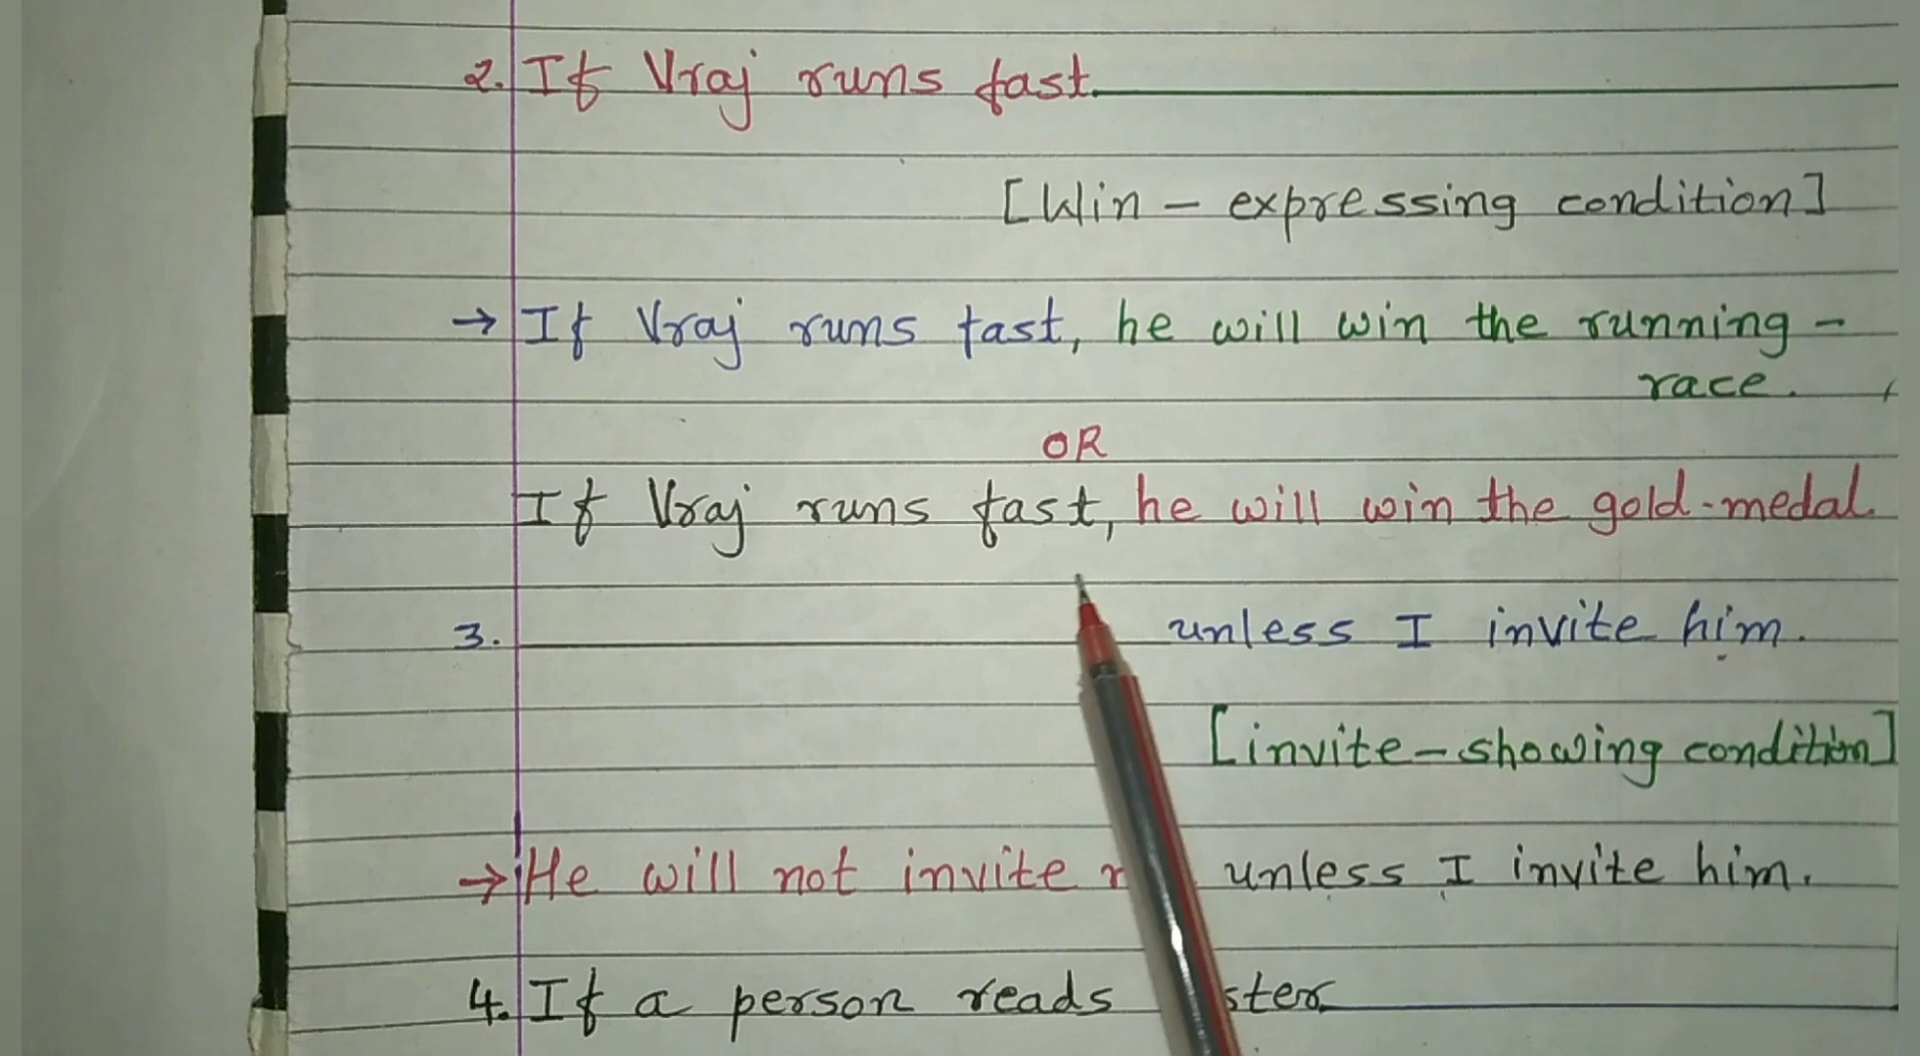 2. If Vraj runs fast.
[Win - expressing condition]
→ If Vraj runs fast, he will win the running -
race.
OR
If Vraj runs fast, he will win the gold-medal
3. unless I invite him.
[invite-showing condition]
→ He will not invite unless I invite him.
4. If a person reads